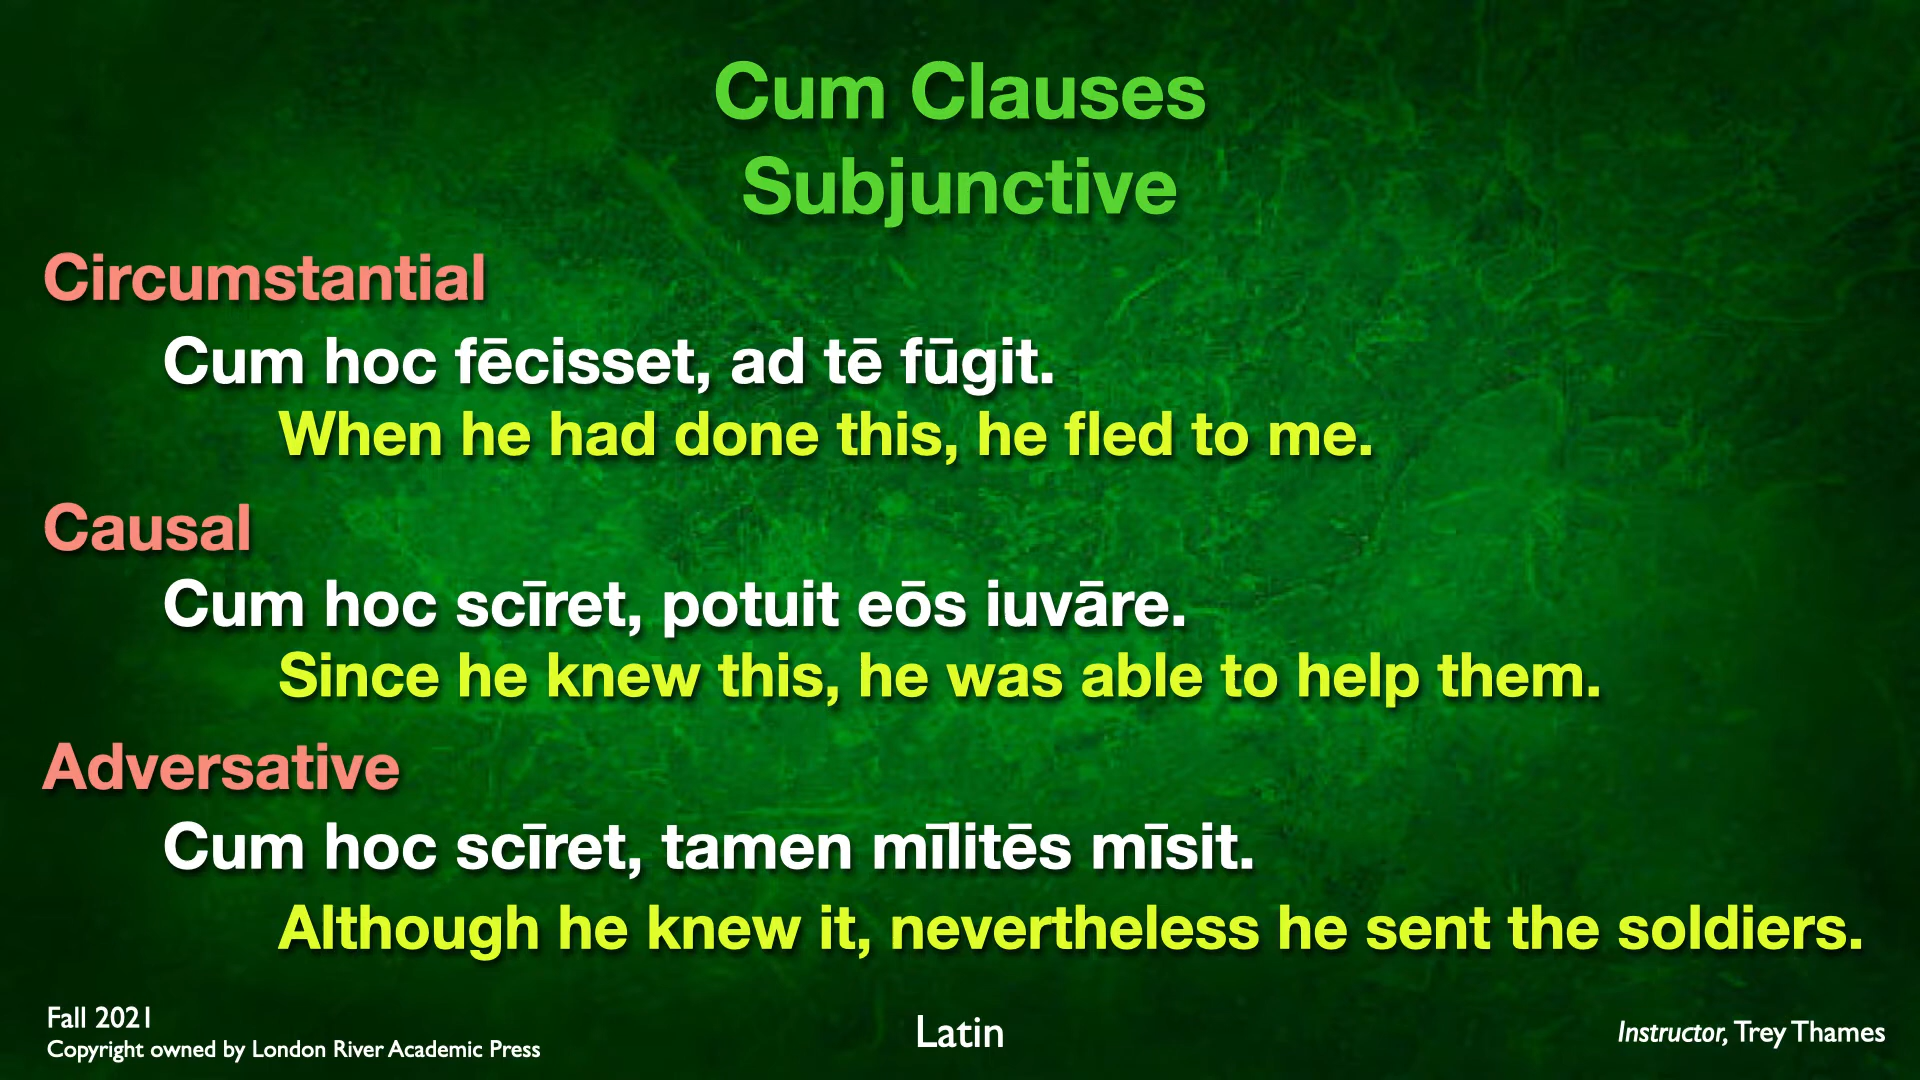 Cum Clauses
Subjunctive
Circumstantial
Cum hoc fēcisset, ad tē fūgit.
When he had done this, he fled to me.
Causal
Cum hoc scīret, potuit eōs iuvāre.
Since he knew this, he was able to help them.
Adversative
Cum hoc scīret, tamen mīlitēs mīsit.
Although he knew it, nevertheless he sent the soldiers.
Fall 2021
Copyright owned by London River Academic Press
Latin
Instructor, Trey Thames